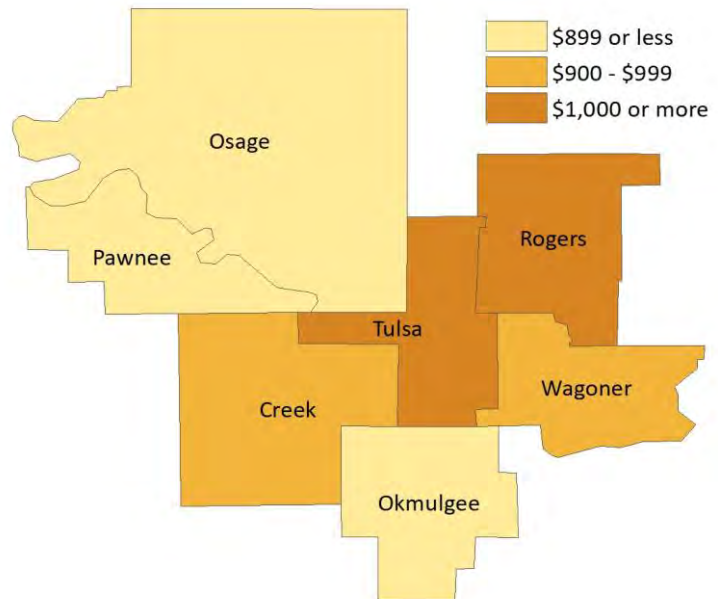 $899 or less
$900 - $999
$1,000 or more
Osage
Rogers
Pawnee
Tulsa
Wagoner
Creek
Okmulgee